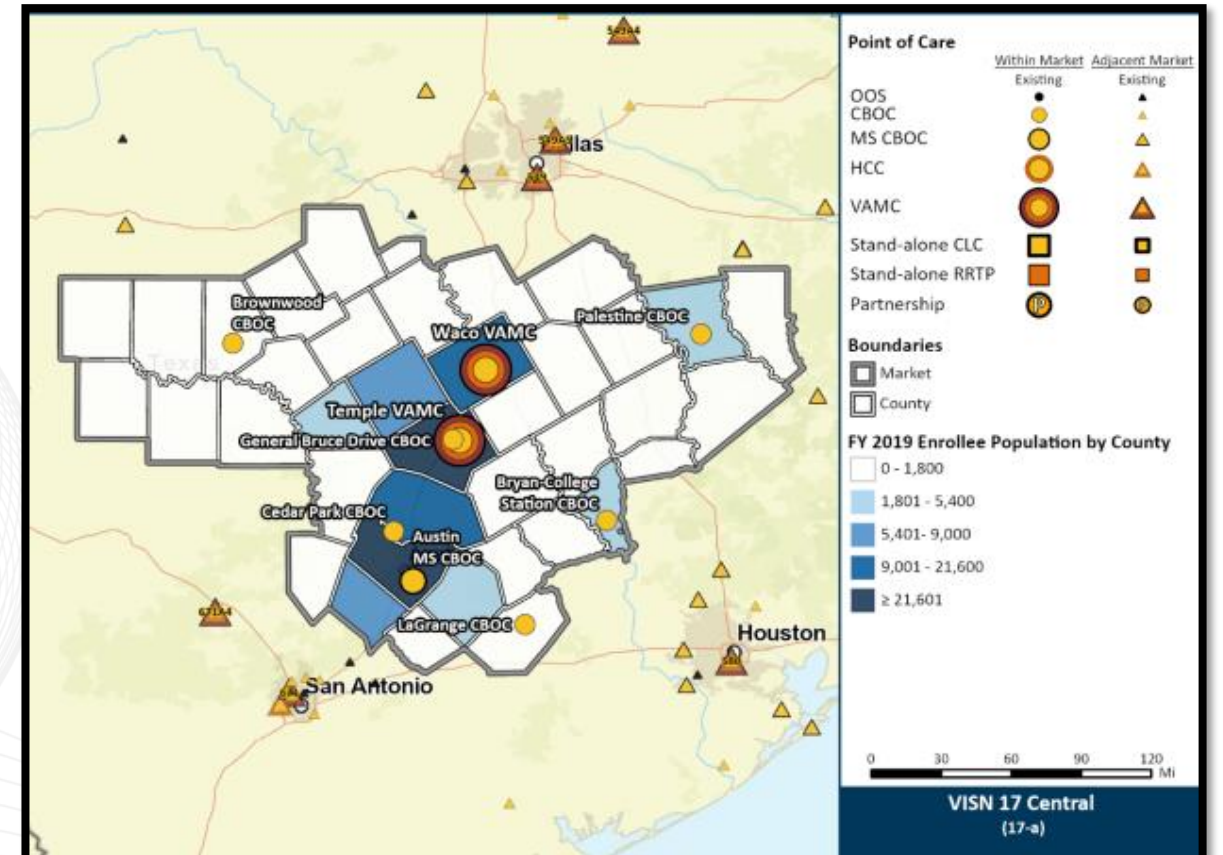 Dallas
Brownwood
CBOC
Palestine CBOC
Waco VAMC
Texas
Temple VAMC
General Bruce Drive CBOC
Bryan-College
Station CBOC
Cedar Park CBOC
Austin
MS CBOC
LaGrange CBOC
Houston
San Antonio
Point of Care
Within Market Adjacent Market
Existing Existing
OOS
CBOC
MS CBOC
HCC
VAMC
Stand-alone CLC
Stand-alone RRTP
Partnership P
Boundaries
Market
County
FY 2019 Enrollee Population by County
0 - 1,800
1,801 - 5,400
5,401- 9,000
9,001 - 21,600
≥ 21,601
0 30 60 90 120
Mi
VISN 17 Central
(17-a)